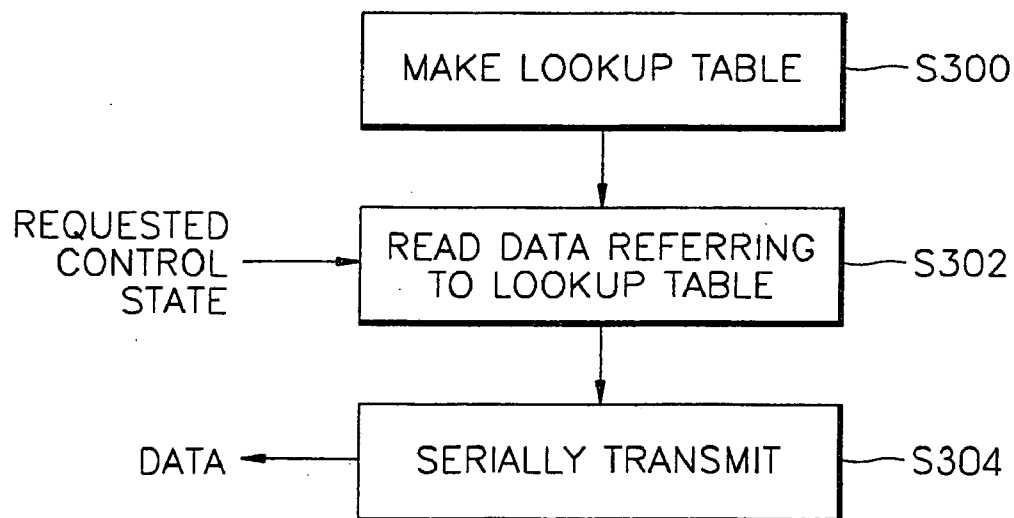 MAKE LOOKUP TABLE
S300
REQUESTED
CONTROL
STATE
READ DATA REFERRING
TO LOOKUP TABLE
S302
DATA
SERIALLY TRANSMIT
S304